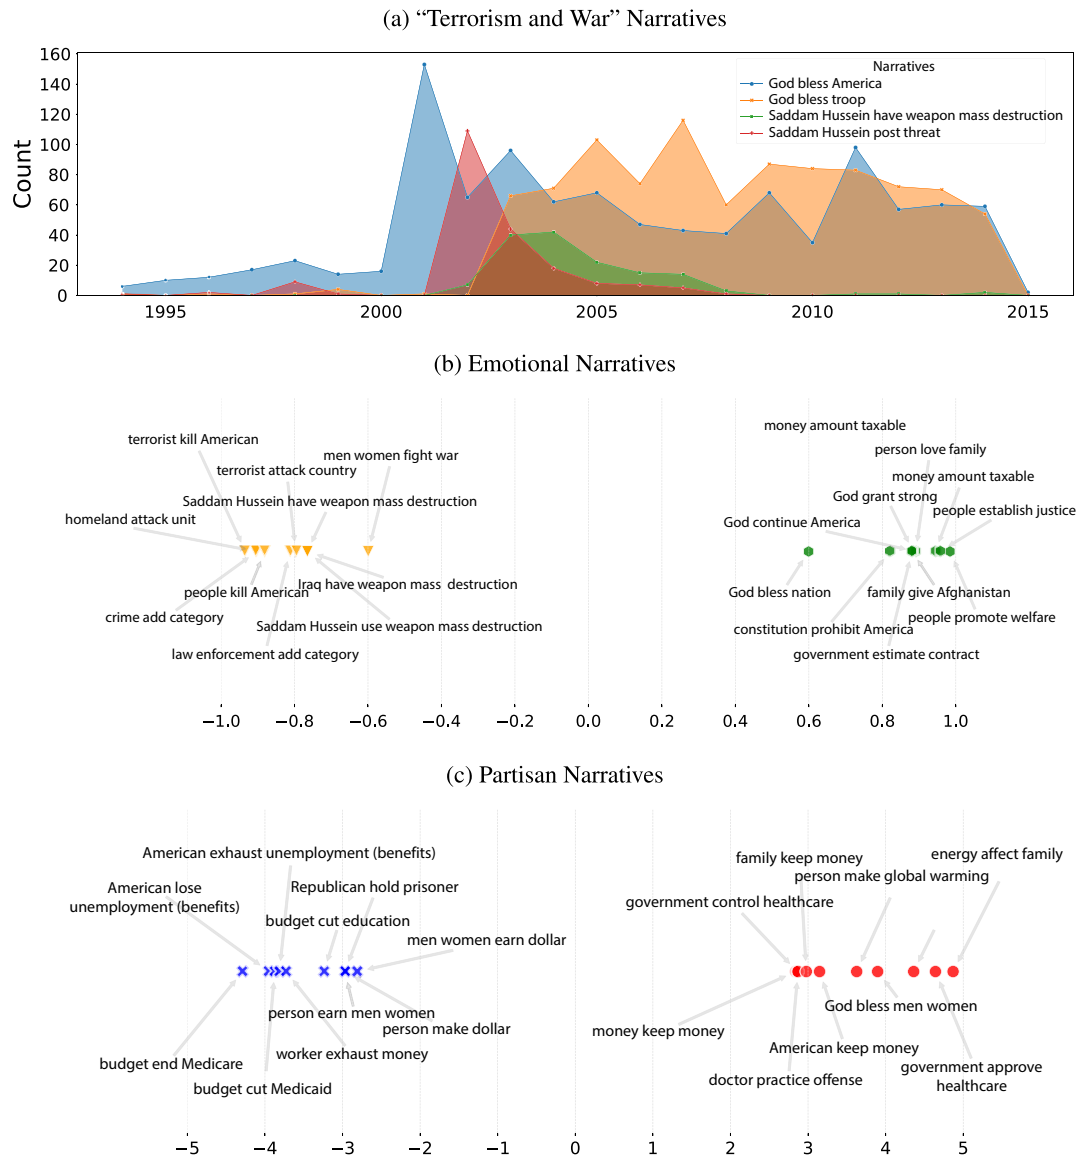 (a) “Terrorism and War” Narratives
160
140
120
100
80
60
40
20
0
Count
Narratives
God bless America
God bless troop
Saddam Hussein have weapon mass destruction
Saddam Hussein post threat
1995
2000
2005
2010
2015
(b) Emotional Narratives
money amount taxable
terrorist kill American
person love family
men women fight war
terrorist attack country
money amount taxable
God grant strong
Saddam Hussein have weapon mass destruction
people establish justice
homeland attack unit
God continue America
Iraq have weapon mass destruction
people kill American
God bless nation
family give Afghanistan
crime add category
people promote welfare
Saddam Hussein use weapon mass destruction
constitution prohibit America
law enforcement add category
government estimate contract
−1.0
−0.8
−0.6
−0.4
−0.2
0.0
0.2
0.4
0.6
0.8
1.0
(c) Partisan Narratives
American exhaust unemployment (benefits)
energy affect family
family keep money
person make global warming
American lose
unemployment (benefits)
Republican hold prisoner
government control healthcare
budget cut education
men women earn dollar
God bless men women
person earn men women
person make dollar
money keep money
worker exhaust money
American keep money
budget end Medicare
government approve
healthcare
doctor practice offense
budget cut Medicaid
−5
−4
−3
−2
−1
0
1
2
3
4
5